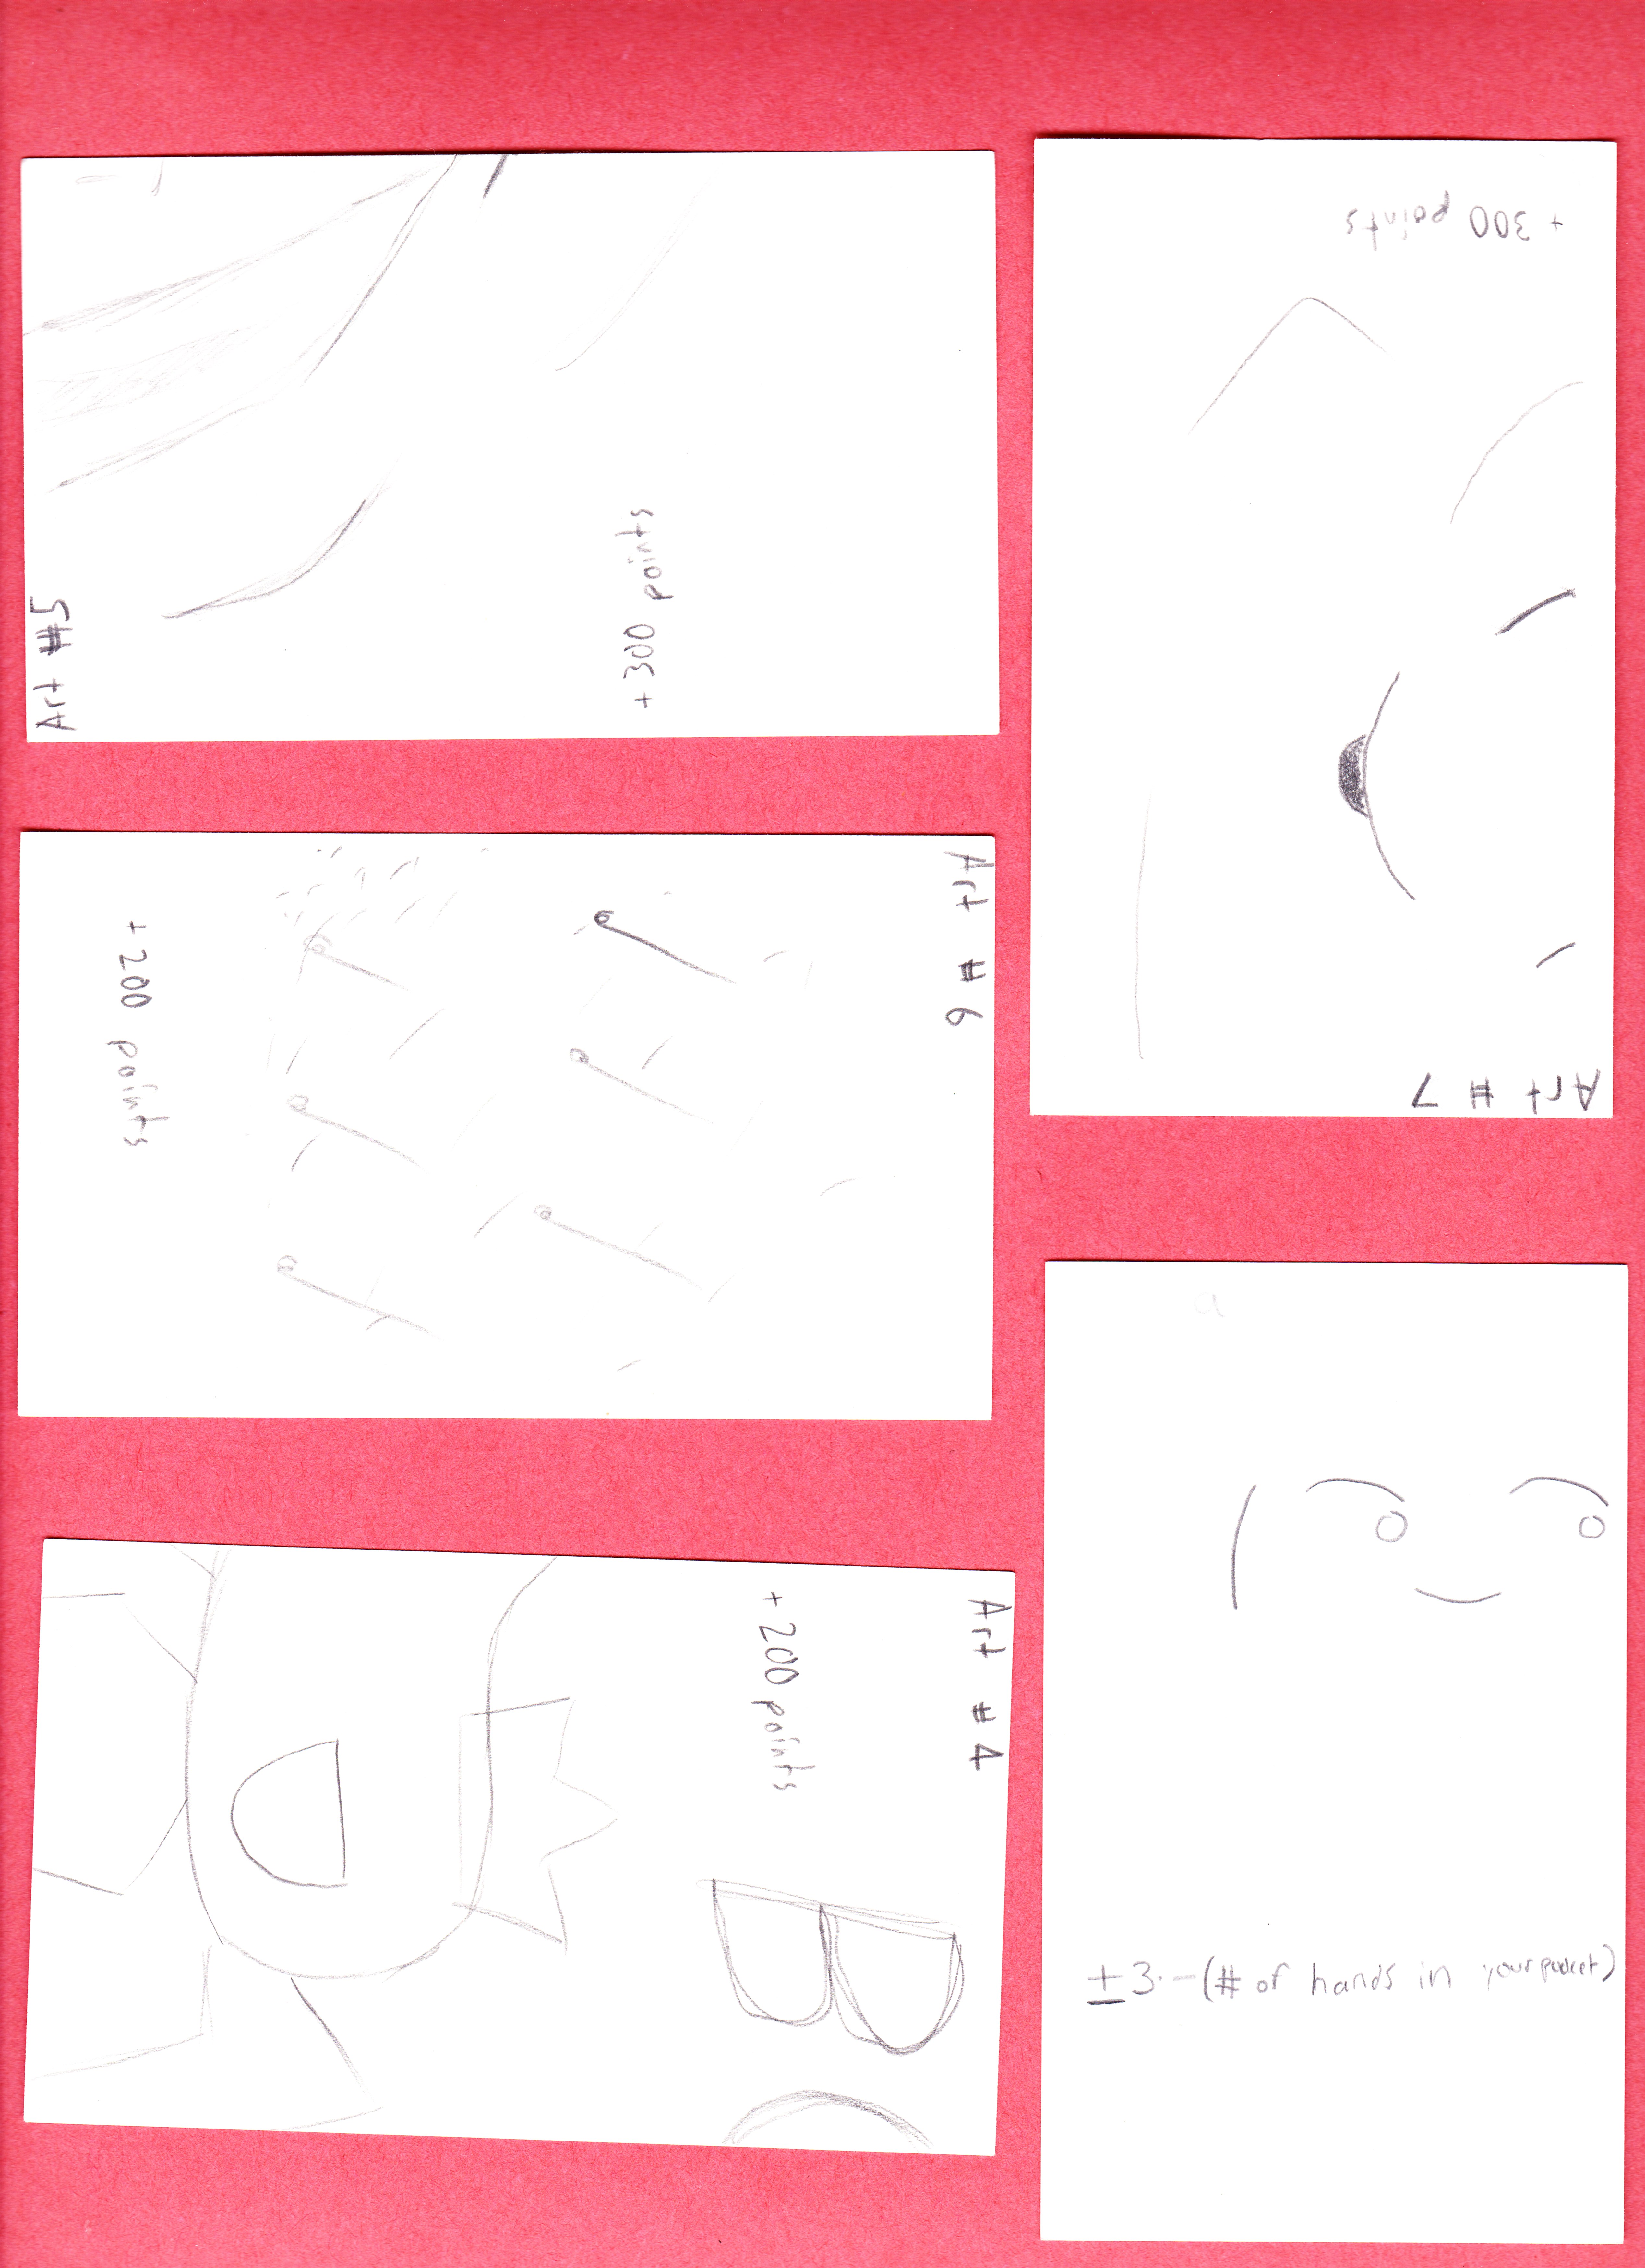 Art #5
+ 300 points
+ 300 points
Art # 7
Art # 6
+ 200 points
Art #4
+ 200 points
a
± 3 · - (# of hands in your pocket)